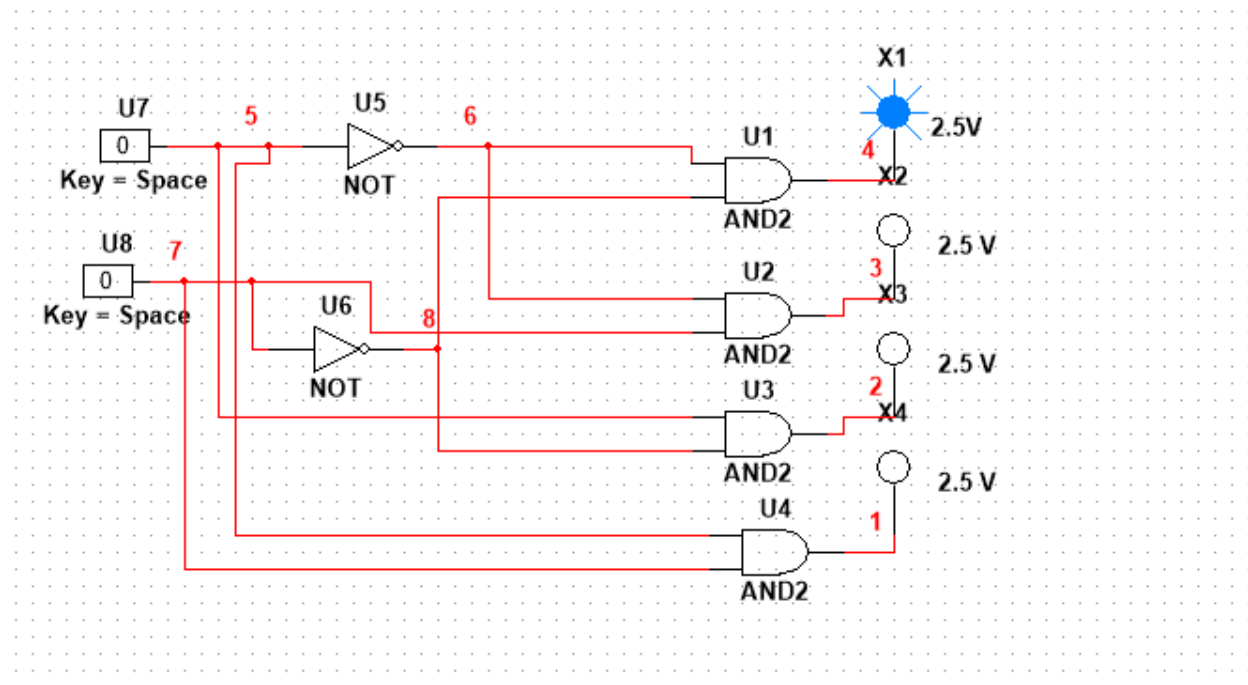 X1
U7
5
U5
6
0
2.5V
U1
4
Key = Space
NOT
X2
AND2
U8
7
2.5 V
0
U2
3
Key = Space
U6
X3
8
AND2
2.5 V
NOT
U3
2
X4
AND2
2.5 V
U4
1
AND2